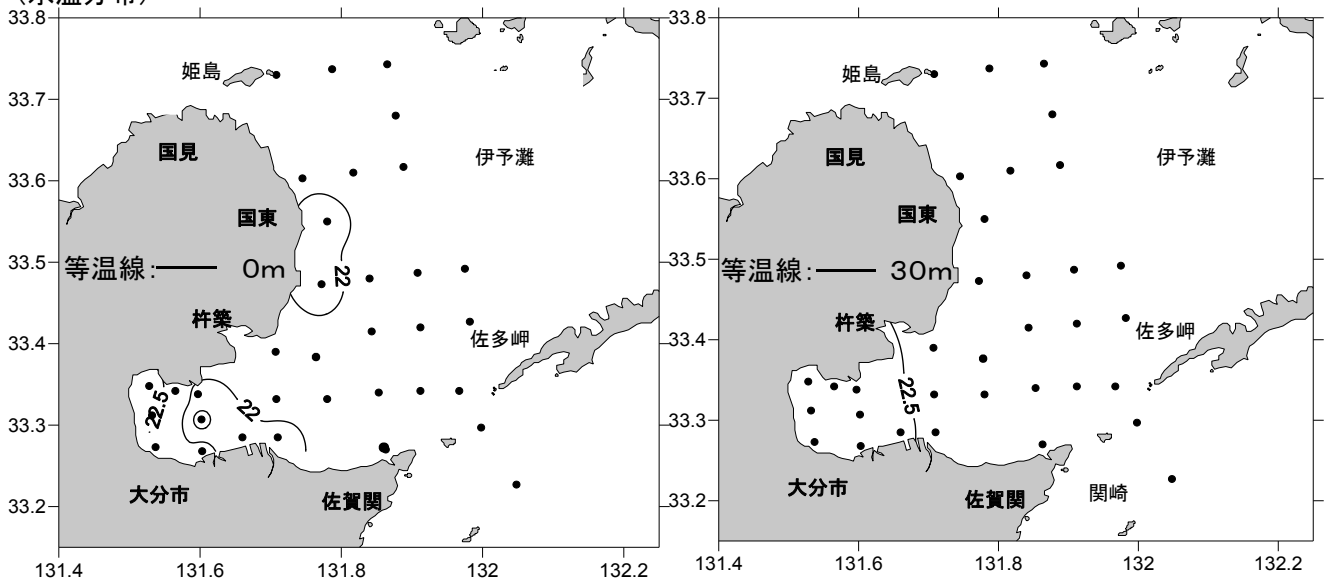 （水温分布）
33.8
33.7
33.6
33.5
33.4
33.3
33.2
131.4
131.6
131.8
132
132.2
姫島
国見
伊予灘
国東
等温線: 0m
22
杵築
佐多岬
22.5
22
大分市
佐賀関
33.8
33.7
33.6
33.5
33.4
33.3
33.2
131.4
131.6
131.8
132
132.2
姫島
国見
伊予灘
国東
等温線: 30m
杵築
佐多岬
22.5
大分市
佐賀関
関崎